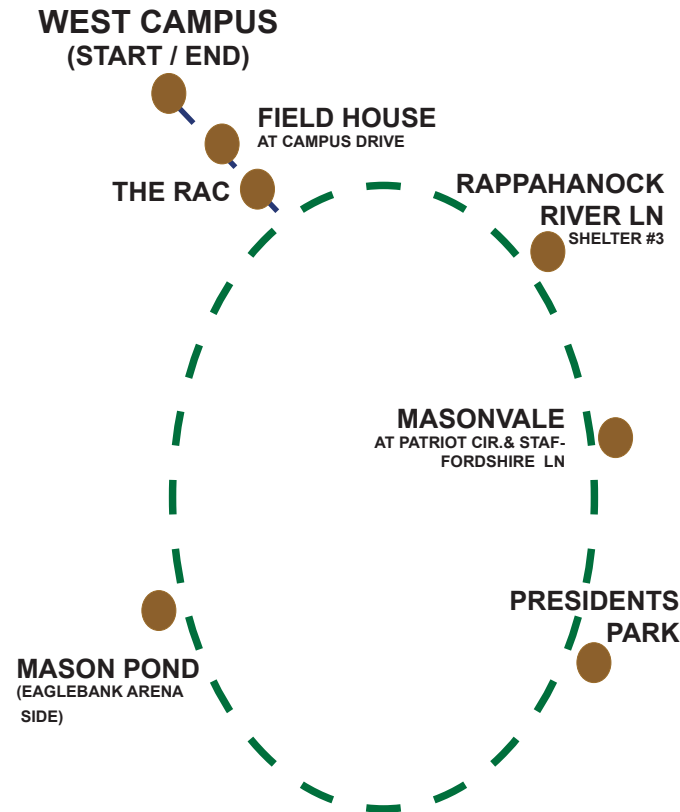 WEST CAMPUS
(START / END)
FIELD HOUSE
AT CAMPUS DRIVE
THE RAC
RAPPAHANOCK
RIVER LN
SHELTER #3
MASONVALE
AT PATRIOT CIR.& STAF-
FORDSHIRE LN
PRESIDENTS
PARK
MASON POND
(EAGLEBANK ARENA
SIDE)